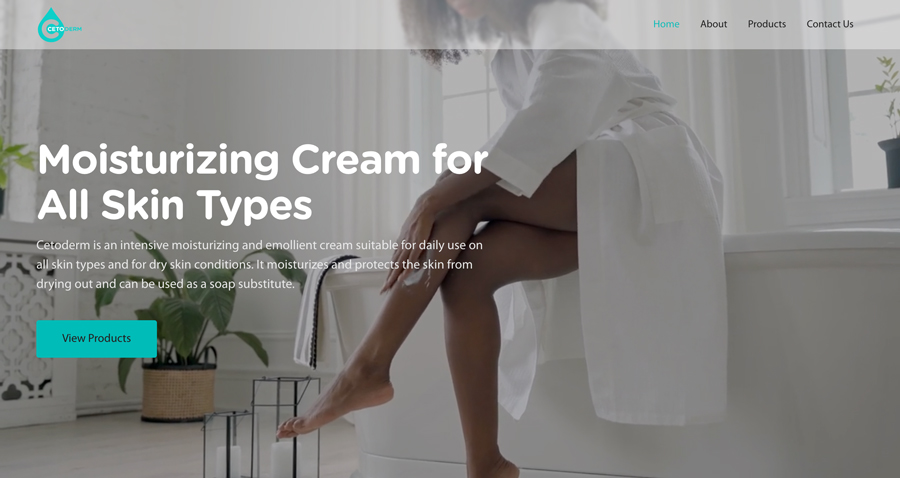 CETODERM
Home About Products Contact Us
Moisturizing Cream for
All Skin Types
Cetoderm is an intensive moisturizing and emollient cream suitable for daily use on
all skin types and for dry skin conditions. It moisturizes and protects the skin from
drying out and can be used as a soap substitute.
View Products